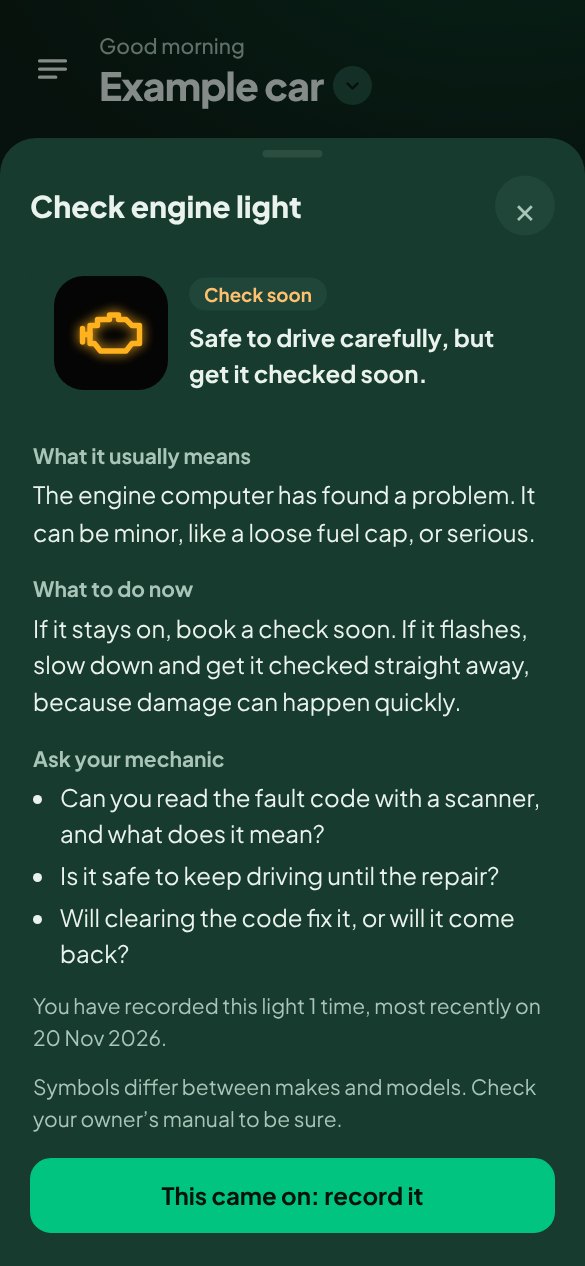 Good morning
Example car
Check engine light
Check soon
Safe to drive carefully, but
get it checked soon.
What it usually means
The engine computer has found a problem. It
can be minor, like a loose fuel cap, or serious.
What to do now
If it stays on, book a check soon. If it flashes,
slow down and get it checked straight away,
because damage can happen quickly.
Ask your mechanic
• Can you read the fault code with a scanner,
and what does it mean?
• Is it safe to keep driving until the repair?
• Will clearing the code fix it, or will it come
back?
You have recorded this light 1 time, most recently on
20 Nov 2026.
Symbols differ between makes and models. Check
your owner’s manual to be sure.
This came on: record it